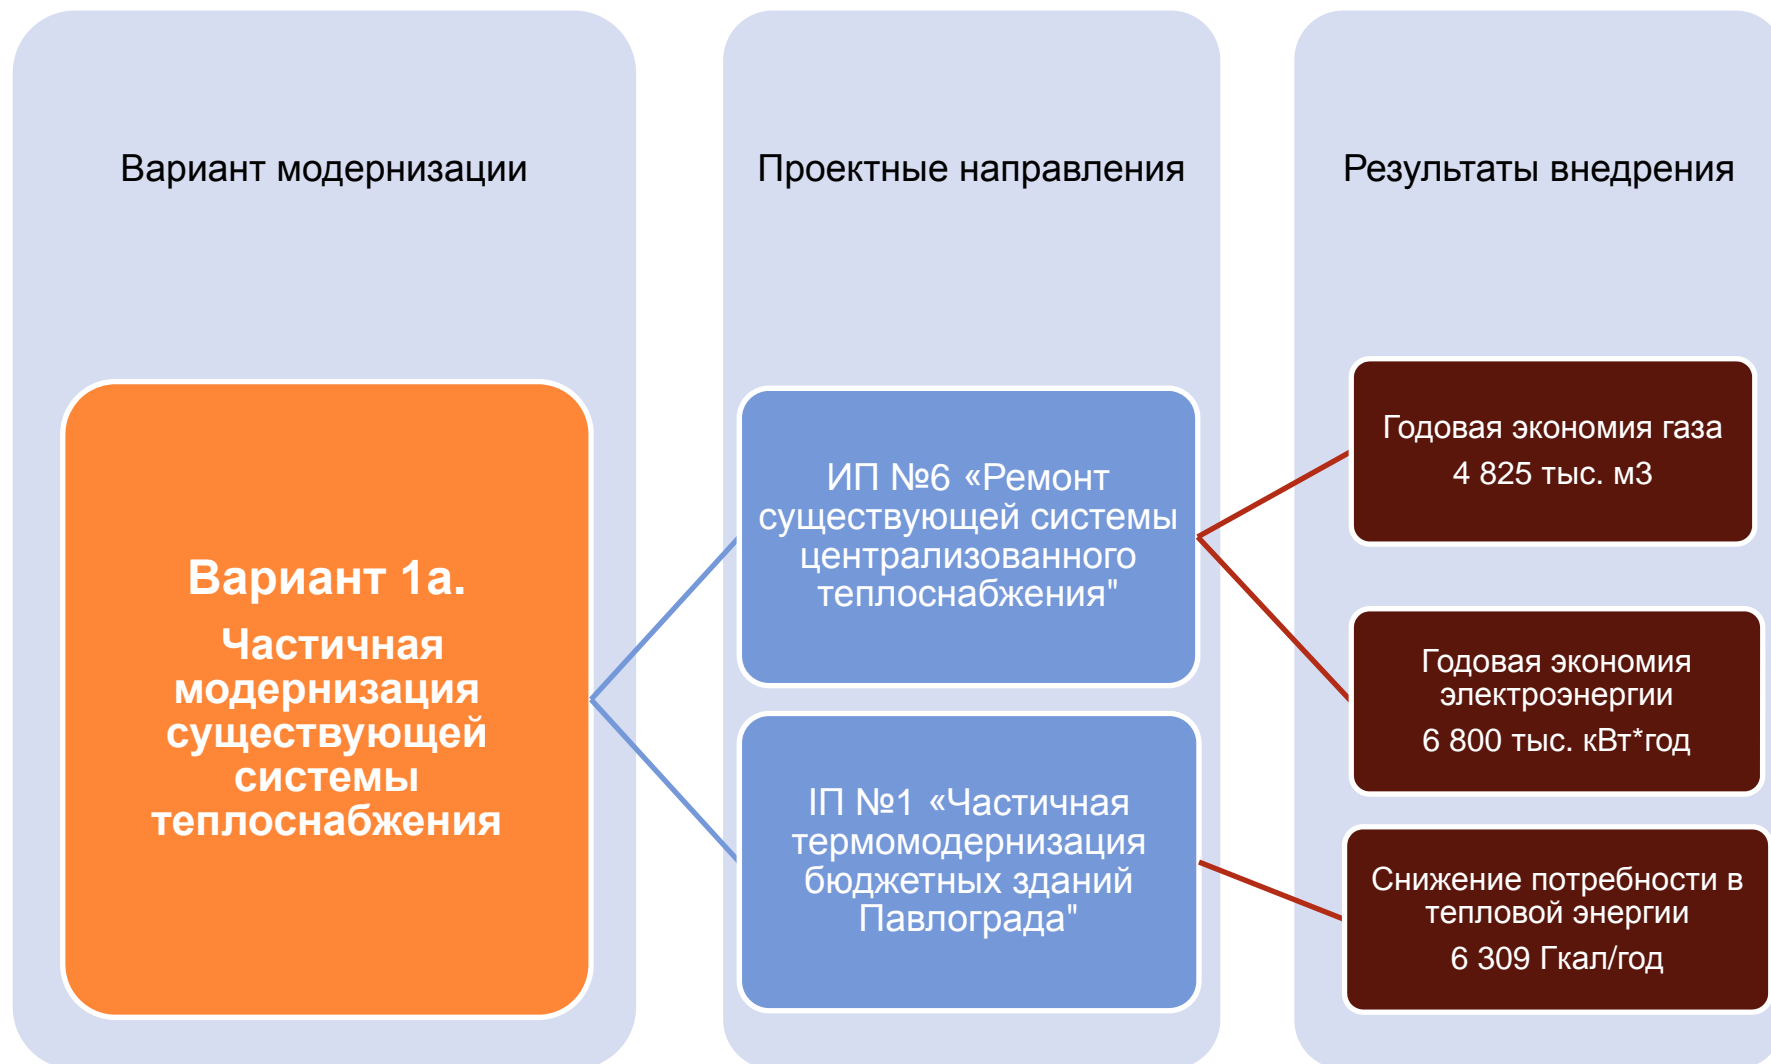 Вариант модернизации
Проектные направления
Результаты внедрения
Вариант 1а.
Частичная
модернизация
существующей
системы
теплоснабжения
ИП №6 «Ремонт
существующей системы
централизованного
теплоснабжения"
ІП №1 «Частичная
термомодернизация
бюджетных зданий
Павлограда"
Годовая экономия газа
4 825 тыс. м3
Годовая экономия
электроэнергии
6 800 тыс. кВт*год
Снижение потребности в
тепловой энергии
6 309 Гкал/год